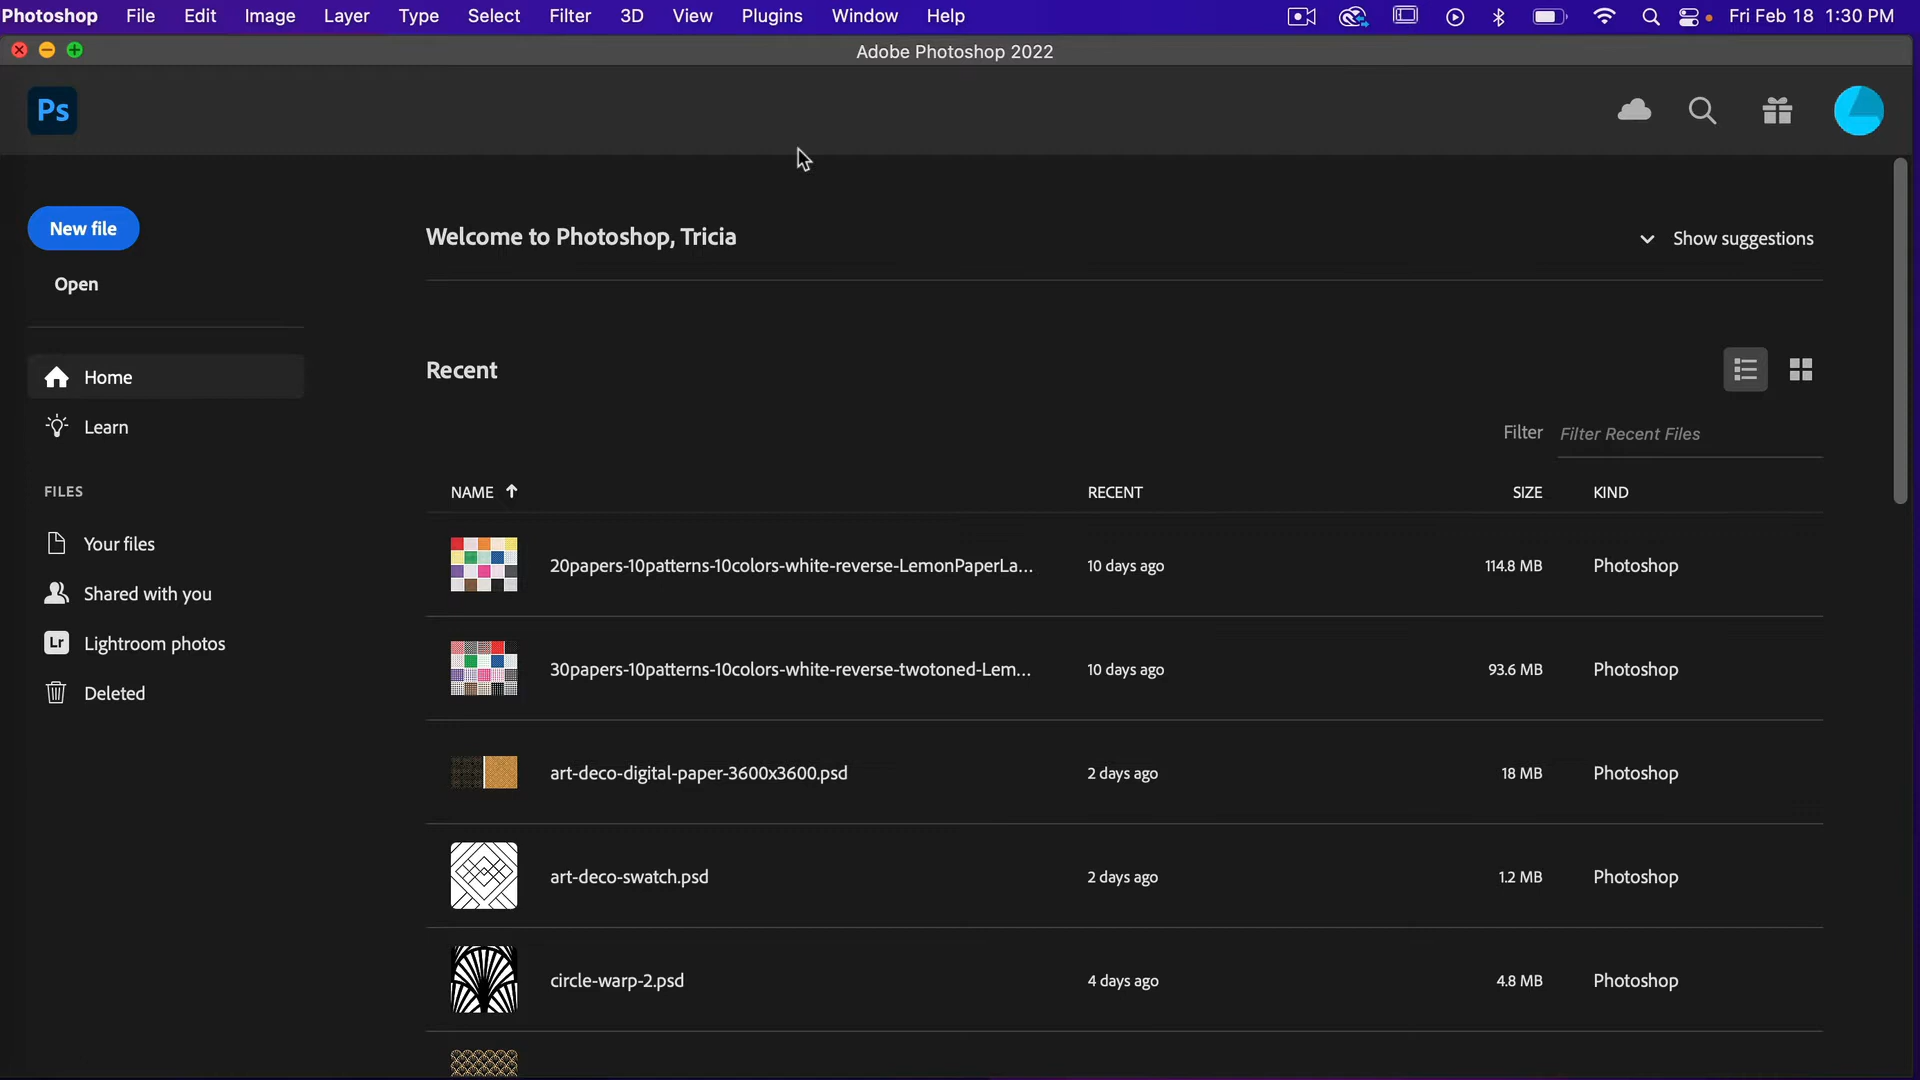 Photoshop File Edit Image Layer Type Select Filter 3D View Plugins Window Help Fri Feb 18 1:30 PM
Adobe Photoshop 2022
Ps
New file
Welcome to Photoshop, Tricia
Show suggestions
Open
Home
Recent
Learn
Filter Filter Recent Files
FILES
NAME RECENT SIZE KIND
Your files
20papers-10patterns-10colors-white-reverse-LemonPaperLa... 10 days ago 114.8 MB Photoshop
Shared with you
Lr Lightroom photos
30papers-10patterns-10colors-white-reverse-twotoned-Lem... 10 days ago 93.6 MB Photoshop
Deleted
art-deco-digital-paper-3600x3600.psd 2 days ago 18 MB Photoshop
art-deco-swatch.psd 2 days ago 1.2 MB Photoshop
circle-warp-2.psd 4 days ago 4.8 MB Photoshop